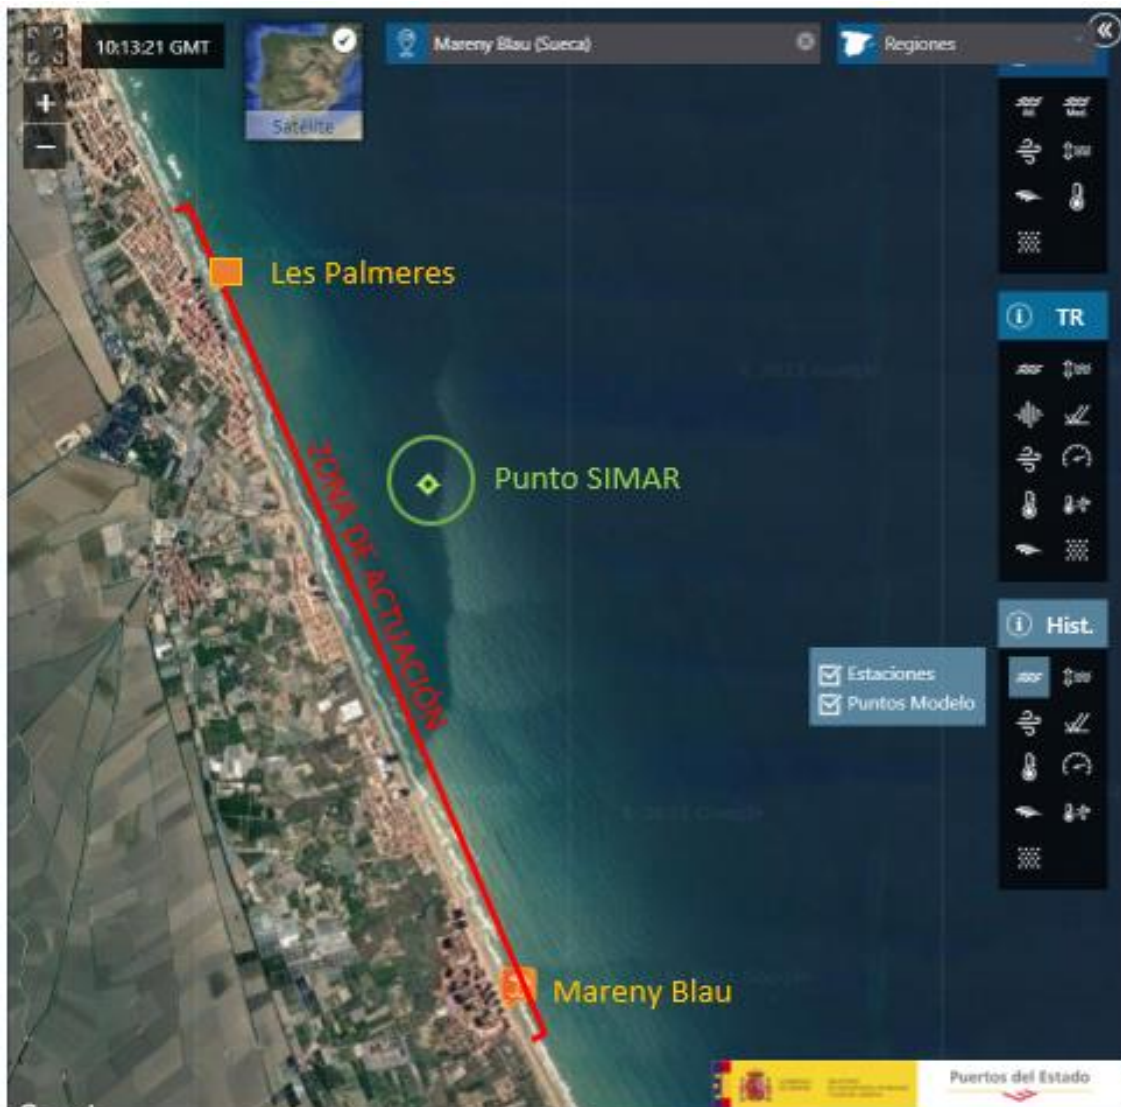 10:13:21 GMT
Satélite
Mareny Blau (Sueca)
Regiones
Les Palmeres
Punto SIMAR
ZONA DE ACTUACIÓN
TR
Hist.
Estaciones
Puntos Modelo
Mareny Blau
Puertos del Estado